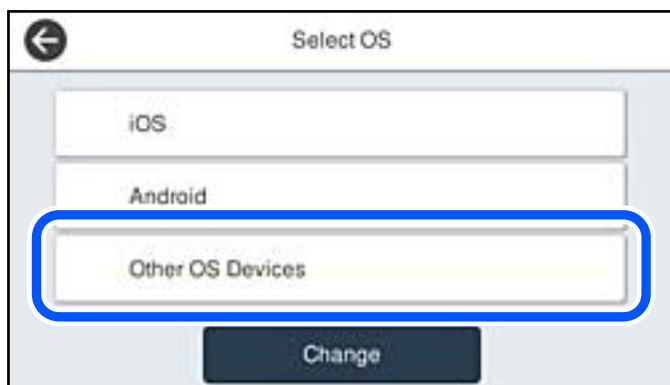 Select OS
iOS
Android
Other OS Devices
Change